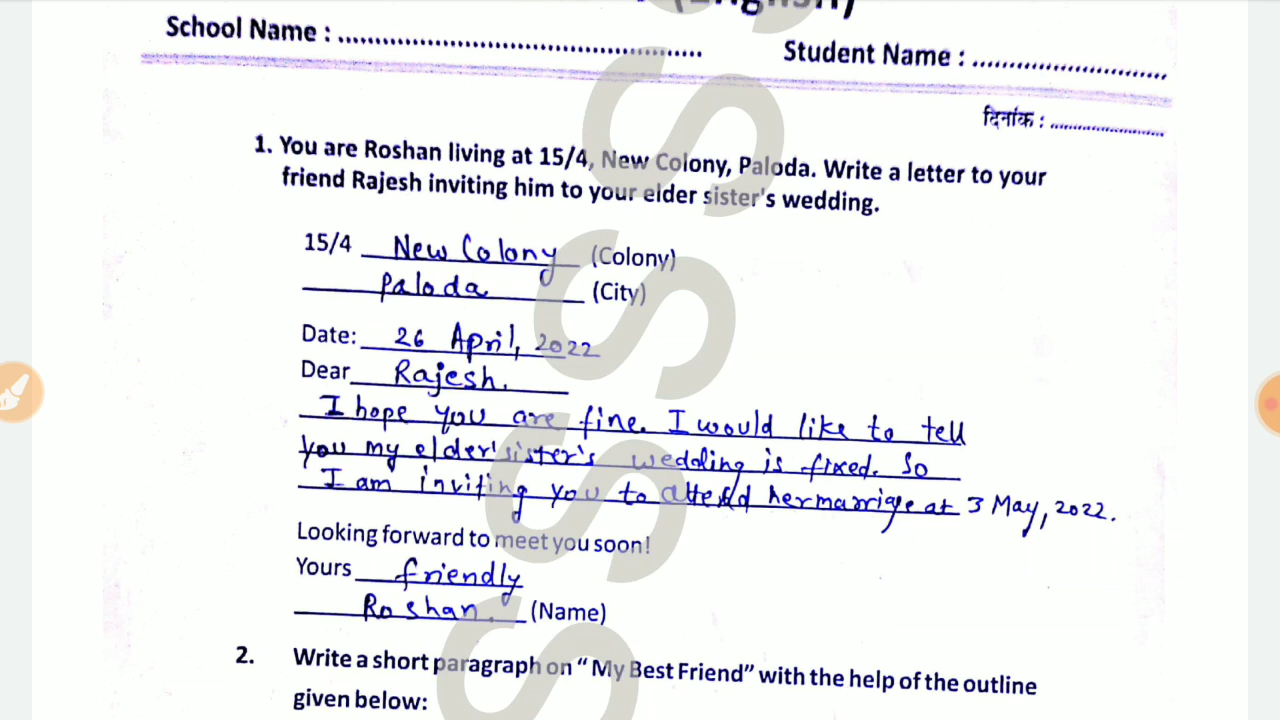 School Name : ..................................................
Student Name : ..........................
दिनांक : ......................
1. You are Roshan living at 15/4, New Colony, Paloda. Write a letter to your
friend Rajesh inviting him to your elder sister's wedding.
15/4 New Colony (Colony)
Paloda (City)
Date: 26 April, 2022
Dear Rajesh.
I hope you are fine. I would like to tell
you my elder'sister's wedding is fixed. So
I am inviting you to attend her marrige at 3 May, 2022.
Looking forward to meet you soon!
Yours friendly
Roshan. (Name)
2. Write a short paragraph on “My Best Friend” with the help of the outline
given below: